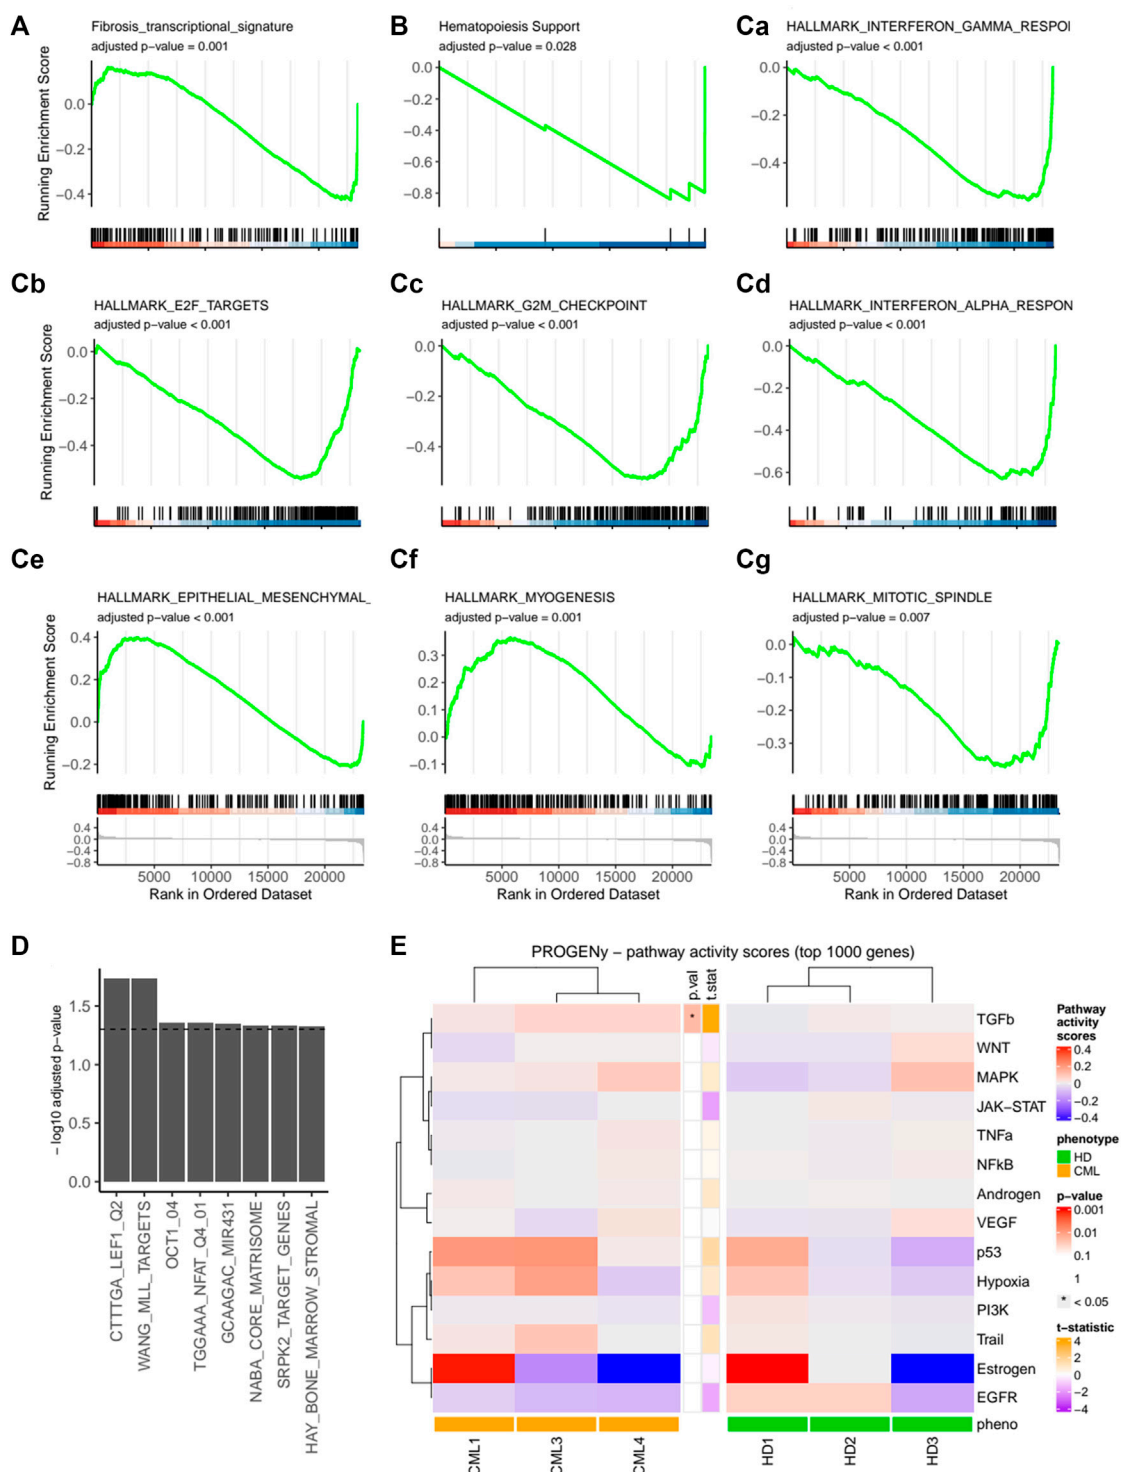 A
Fibrosis_transcriptional_signature
adjusted p−value = 0.001
Running Enrichment Score
0.0
−0.2
−0.4
B
Hematopoiesis Support
adjusted p−value = 0.028
0.0
−0.2
−0.4
−0.6
−0.8
Ca
HALLMARK_INTERFERON_GAMMA_RESPO
adjusted p−value < 0.001
0.0
−0.2
−0.4
Cb
HALLMARK_E2F_TARGETS
adjusted p−value < 0.001
Running Enrichment Score
0.0
−0.2
−0.4
Cc
HALLMARK_G2M_CHECKPOINT
adjusted p−value < 0.001
0.0
−0.2
−0.4
Cd
HALLMARK_INTERFERON_ALPHA_RESPON
adjusted p−value < 0.001
0.0
−0.2
−0.4
−0.6
Ce
HALLMARK_EPITHELIAL_MESENCHYMAL_
adjusted p−value < 0.001
Running Enrichment Score
0.4
0.2
0.0
−0.2
0.4
0.0
−0.4
−0.8
5000 10000 15000 20000
Rank in Ordered Dataset
Cf
HALLMARK_MYOGENESIS
adjusted p−value = 0.001
0.3
0.2
0.1
0.0
−0.1
0.4
0.0
−0.4
−0.8
5000 10000 15000 20000
Rank in Ordered Dataset
Cg
HALLMARK_MITOTIC_SPINDLE
adjusted p−value = 0.007
0.0
−0.1
−0.2
−0.3
0.4
0.0
−0.4
−0.8
5000 10000 15000 20000
Rank in Ordered Dataset
D
− log10 adjusted p−value
1.5
1.0
0.5
0.0
CTTTGA_LEF1_Q2
WANG_MLL_TARGETS
OCT1_04
TGGAAA_NFAT_Q4_01
GCAAGAC_MIR431
NABA_CORE_MATRISOME
SRPK2_TARGET_GENES
HAY_BONE_MARROW_STROMAL
E
PROGENy − pathway activity scores (top 1000 genes)
p.val
t.stat
*
TGFb
WNT
MAPK
JAK−STAT
TNFa
NFkB
Androgen
VEGF
p53
Hypoxia
PI3K
Trail
Estrogen
EGFR
pheno
CML1
CML3
CML4
HD1
HD2
HD3
Pathway
activity
scores
0.4
0.2
0
−0.2
−0.4
phenotype
HD
CML
p−value
0.001
0.01
0.1
1
* < 0.05
t−statistic
4
2
0
−2
−4